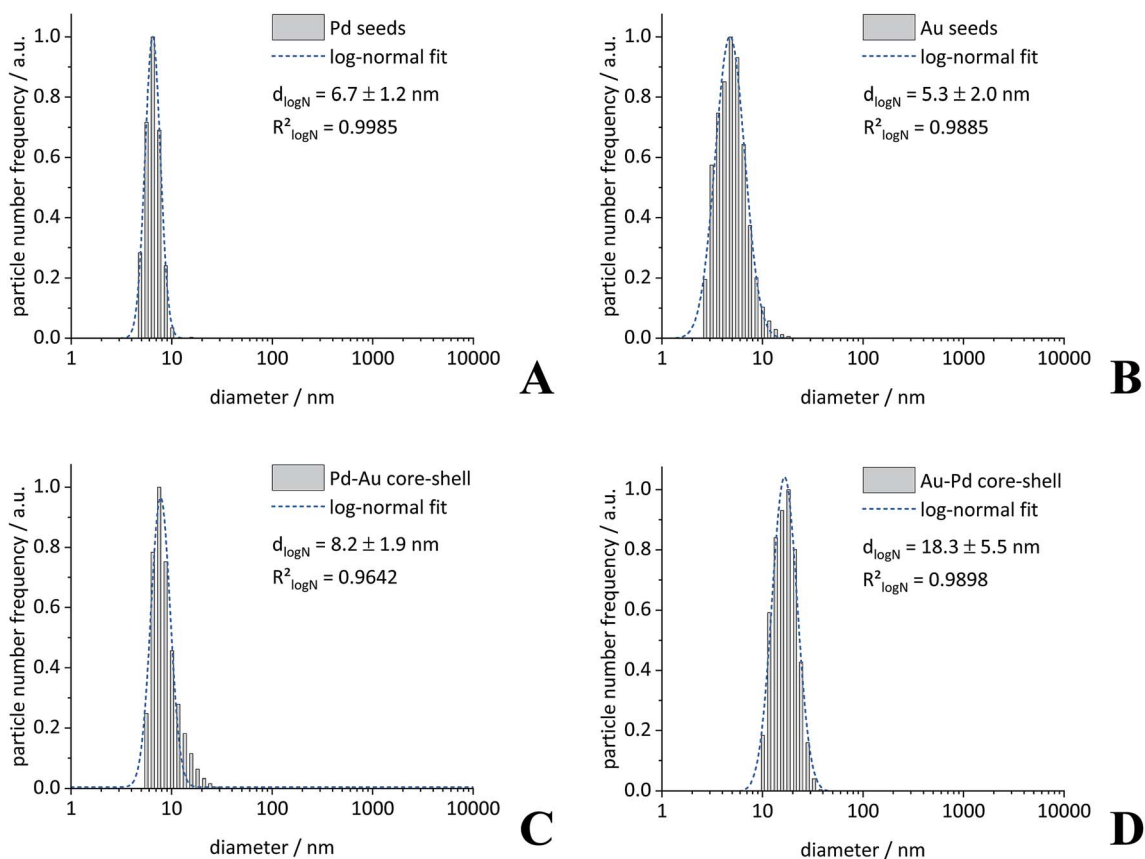 Pd seeds
log-normal fit
d_logN = 6.7 ± 1.2 nm
R²_logN = 0.9985
particle number frequency / a.u.
1.0
0.8
0.6
0.4
0.2
0.0
1 10 100 1000 10000
diameter / nm
A
Au seeds
log-normal fit
d_logN = 5.3 ± 2.0 nm
R²_logN = 0.9885
particle number frequency / a.u.
1.0
0.8
0.6
0.4
0.2
0.0
1 10 100 1000 10000
diameter / nm
B
Pd-Au core-shell
log-normal fit
d_logN = 8.2 ± 1.9 nm
R²_logN = 0.9642
particle number frequency / a.u.
1.0
0.8
0.6
0.4
0.2
0.0
1 10 100 1000 10000
diameter / nm
C
Au-Pd core-shell
log-normal fit
d_logN = 18.3 ± 5.5 nm
R²_logN = 0.9898
particle number frequency / a.u.
1.0
0.8
0.6
0.4
0.2
0.0
1 10 100 1000 10000
diameter / nm
D